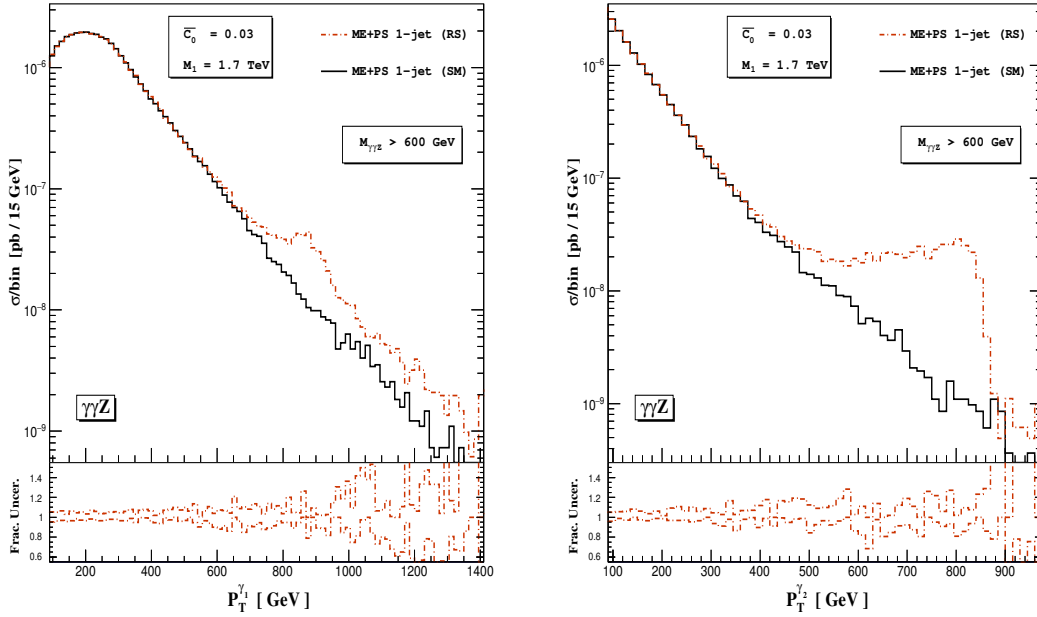 C̅₀ = 0.03
M₁ = 1.7 TeV
ME+PS 1-jet (RS)
ME+PS 1-jet (SM)
M_γγZ > 600 GeV
10⁻⁶
10⁻⁷
10⁻⁸
10⁻⁹
σ/bin [pb / 15 GeV]
γγZ
1.4
1.2
1
0.8
0.6
Frac. Uncer.
200 400 600 800 1000 1200 1400
P_T^γ₁ [ GeV ]
C̅₀ = 0.03
M₁ = 1.7 TeV
ME+PS 1-jet (RS)
ME+PS 1-jet (SM)
M_γγZ > 600 GeV
10⁻⁶
10⁻⁷
10⁻⁸
10⁻⁹
σ/bin [pb / 15 GeV]
γγZ
1.4
1.2
1
0.8
0.6
Frac. Uncer.
100 200 300 400 500 600 700 800 900
P_T^γ₂ [ GeV ]